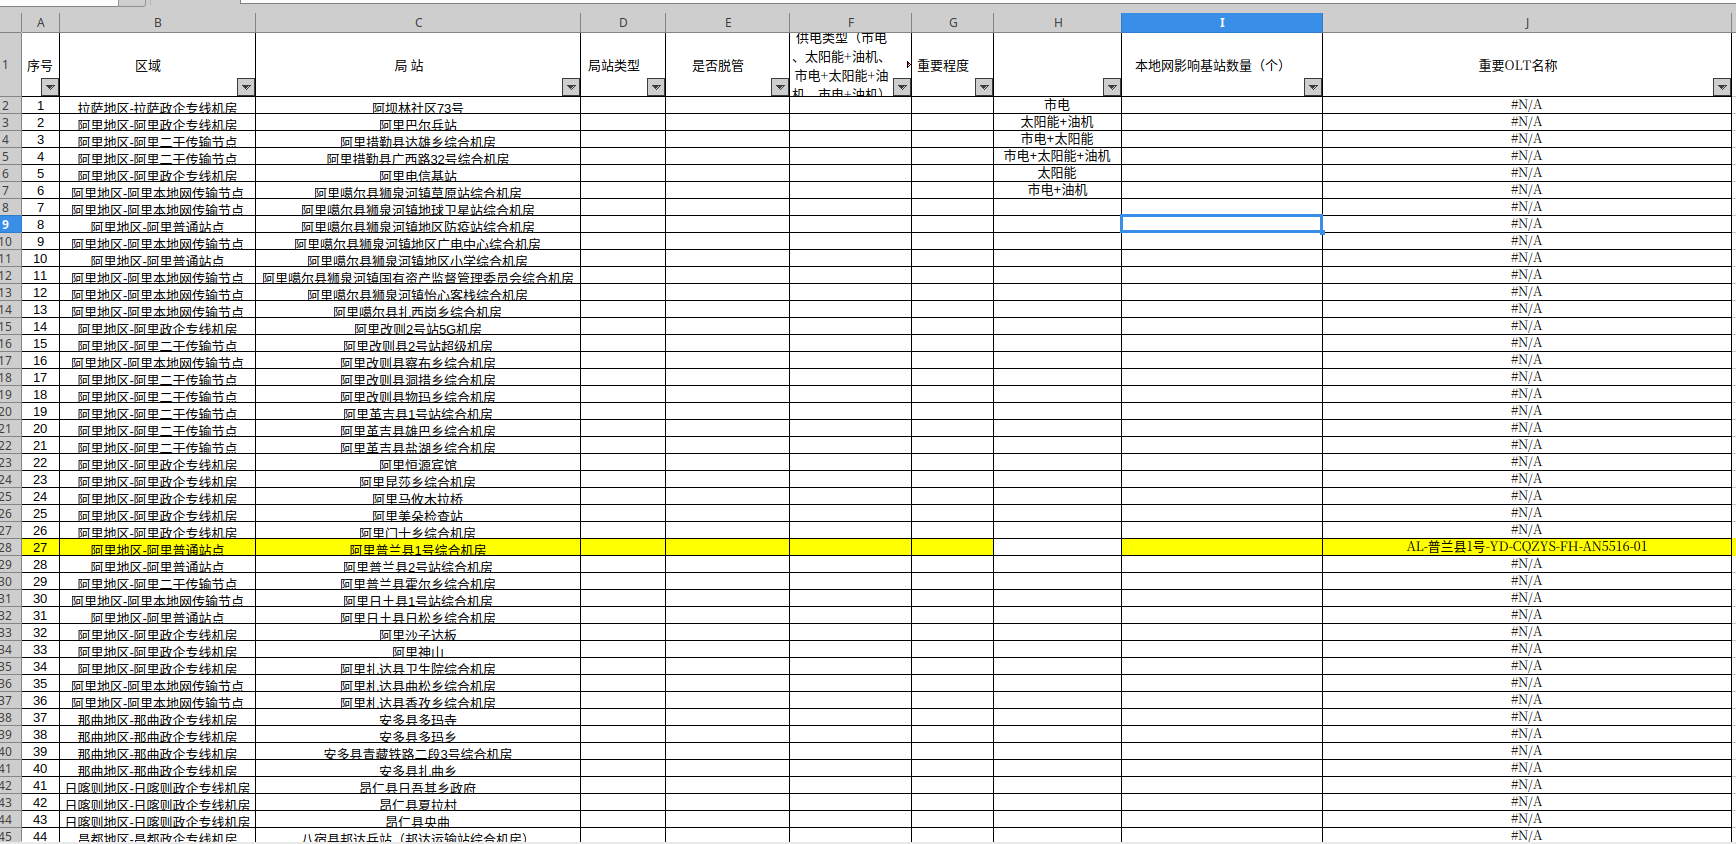 A B C D E F G H I J
1 序号 区域 局 站 局站类型 是否脱管 供电类型（市电、太阳能+油机、市电+太阳能+油机、市电+油机） 重要程度 本地网影响基站数量（个） 重要OLT名称
2 1 拉萨地区-拉萨政企专线机房 阿坝林社区73号 市电 #N/A
3 2 阿里地区-阿里政企专线机房 阿里巴尔兵站 太阳能+油机 #N/A
4 3 阿里地区-阿里二干传输节点 阿里措勤县达雄乡综合机房 市电+太阳能 #N/A
5 4 阿里地区-阿里二干传输节点 阿里措勤县广西路32号综合机房 市电+太阳能+油机 #N/A
6 5 阿里地区-阿里政企专线机房 阿里电信基站 太阳能 #N/A
7 6 阿里地区-阿里本地网传输节点 阿里噶尔县狮泉河镇草原站综合机房 市电+油机 #N/A
8 7 阿里地区-阿里本地网传输节点 阿里噶尔县狮泉河镇地球卫星站综合机房 #N/A
9 8 阿里地区-阿里普通站点 阿里噶尔县狮泉河镇地区防疫站综合机房 #N/A
10 9 阿里地区-阿里本地网传输节点 阿里噶尔县狮泉河镇地区广电中心综合机房 #N/A
11 10 阿里地区-阿里普通站点 阿里噶尔县狮泉河镇地区小学综合机房 #N/A
12 11 阿里地区-阿里本地网传输节点 阿里噶尔县狮泉河镇国有资产监督管理委员会综合机房 #N/A
13 12 阿里地区-阿里本地网传输节点 阿里噶尔县狮泉河镇怡心客栈综合机房 #N/A
14 13 阿里地区-阿里本地网传输节点 阿里噶尔县扎西岗乡综合机房 #N/A
15 14 阿里地区-阿里政企专线机房 阿里改则2号站5G机房 #N/A
16 15 阿里地区-阿里二干传输节点 阿里改则县2号站超级机房 #N/A
17 16 阿里地区-阿里本地网传输节点 阿里改则县察布乡综合机房 #N/A
18 17 阿里地区-阿里二干传输节点 阿里改则县洞措乡综合机房 #N/A
19 18 阿里地区-阿里二干传输节点 阿里改则县物玛乡综合机房 #N/A
20 19 阿里地区-阿里二干传输节点 阿里革吉县1号站综合机房 #N/A
21 20 阿里地区-阿里二干传输节点 阿里革吉县雄巴乡综合机房 #N/A
22 21 阿里地区-阿里二干传输节点 阿里革吉县盐湖乡综合机房 #N/A
23 22 阿里地区-阿里政企专线机房 阿里恒源宾馆 #N/A
24 23 阿里地区-阿里政企专线机房 阿里昆莎乡综合机房 #N/A
25 24 阿里地区-阿里政企专线机房 阿里马攸木拉桥 #N/A
26 25 阿里地区-阿里政企专线机房 阿里美朵检查站 #N/A
27 26 阿里地区-阿里政企专线机房 阿里门士乡综合机房 #N/A
28 27 阿里地区-阿里普通站点 阿里普兰县1号综合机房 AL-普兰县1号-YD-CQZYS-FH-AN5516-01
29 28 阿里地区-阿里普通站点 阿里普兰县2号站综合机房 #N/A
30 29 阿里地区-阿里二干传输节点 阿里普兰县霍尔乡综合机房 #N/A
31 30 阿里地区-阿里本地网传输节点 阿里日土县1号站综合机房 #N/A
32 31 阿里地区-阿里普通站点 阿里日土县日松乡综合机房 #N/A
33 32 阿里地区-阿里政企专线机房 阿里沙子达板 #N/A
34 33 阿里地区-阿里政企专线机房 阿里神山 #N/A
35 34 阿里地区-阿里政企专线机房 阿里扎达县卫生院综合机房 #N/A
36 35 阿里地区-阿里本地网传输节点 阿里札达县曲松乡综合机房 #N/A
37 36 阿里地区-阿里本地网传输节点 阿里札达县香孜乡综合机房 #N/A
38 37 那曲地区-那曲政企专线机房 安多县多玛寺 #N/A
39 38 那曲地区-那曲政企专线机房 安多县多玛乡 #N/A
40 39 那曲地区-那曲政企专线机房 安多县青藏铁路二段3号综合机房 #N/A
41 40 那曲地区-那曲政企专线机房 安多县扎曲乡 #N/A
42 41 日喀则地区-日喀则政企专线机房 昂仁县日吾其乡政府 #N/A
43 42 日喀则地区-日喀则政企专线机房 昂仁县夏拉村 #N/A
44 43 日喀则地区-日喀则政企专线机房 昂仁县央曲 #N/A
45 44 昌都地区-昌都政企专线机房 八宿县邦达兵站（邦达运输站综合机房） #N/A